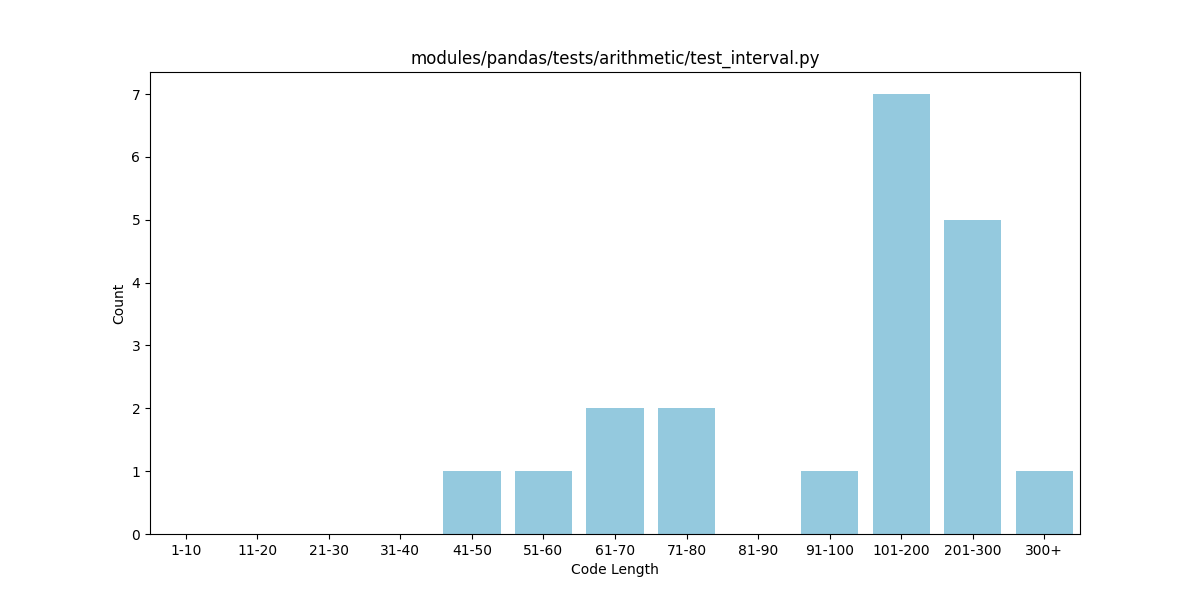 modules/pandas/tests/arithmetic/test_interval.py
7
6
5
4
3
2
1
0
Count
1-10 11-20 21-30 31-40 41-50 51-60 61-70 71-80 81-90 91-100 101-200 201-300 300+
Code Length